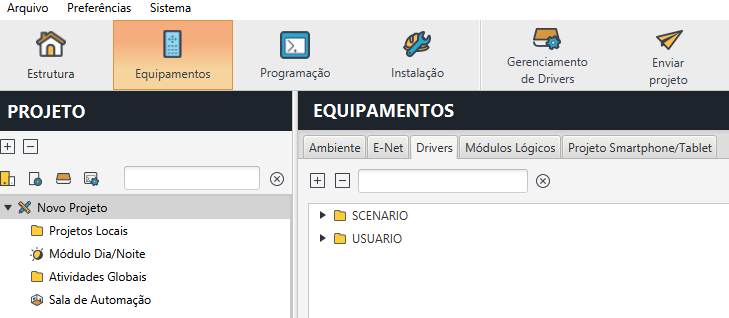 Arquivo Preferências Sistema
Estrutura
Equipamentos
Programação
Instalação
Gerenciamento
de Drivers
Enviar
projeto
PROJETO
Novo Projeto
Projetos Locais
Módulo Dia/Noite
Atividades Globais
Sala de Automação
EQUIPAMENTOS
Ambiente E-Net Drivers Módulos Lógicos Projeto Smartphone/Tablet
SCENARIO
USUARIO